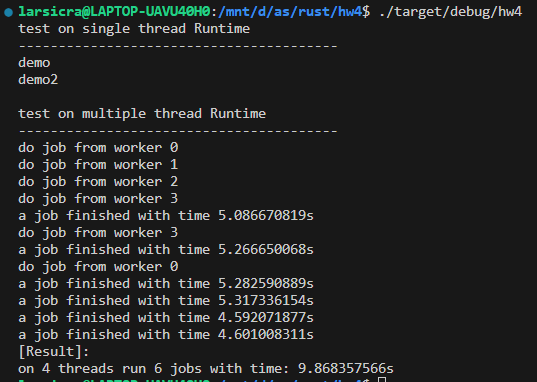 larsicra@LAPTOP-UAVU40H0:/mnt/d/as/rust/hw4$ ./target/debug/hw4
test on single thread Runtime
----------------------------------------
demo
demo2
test on multiple thread Runtime
----------------------------------------
do job from worker 0
do job from worker 1
do job from worker 2
do job from worker 3
a job finished with time 5.086670819s
do job from worker 3
a job finished with time 5.266650068s
do job from worker 0
a job finished with time 5.282590889s
a job finished with time 5.317336154s
a job finished with time 4.592071877s
a job finished with time 4.601008311s
[Result]:
on 4 threads run 6 jobs with time: 9.868357566s